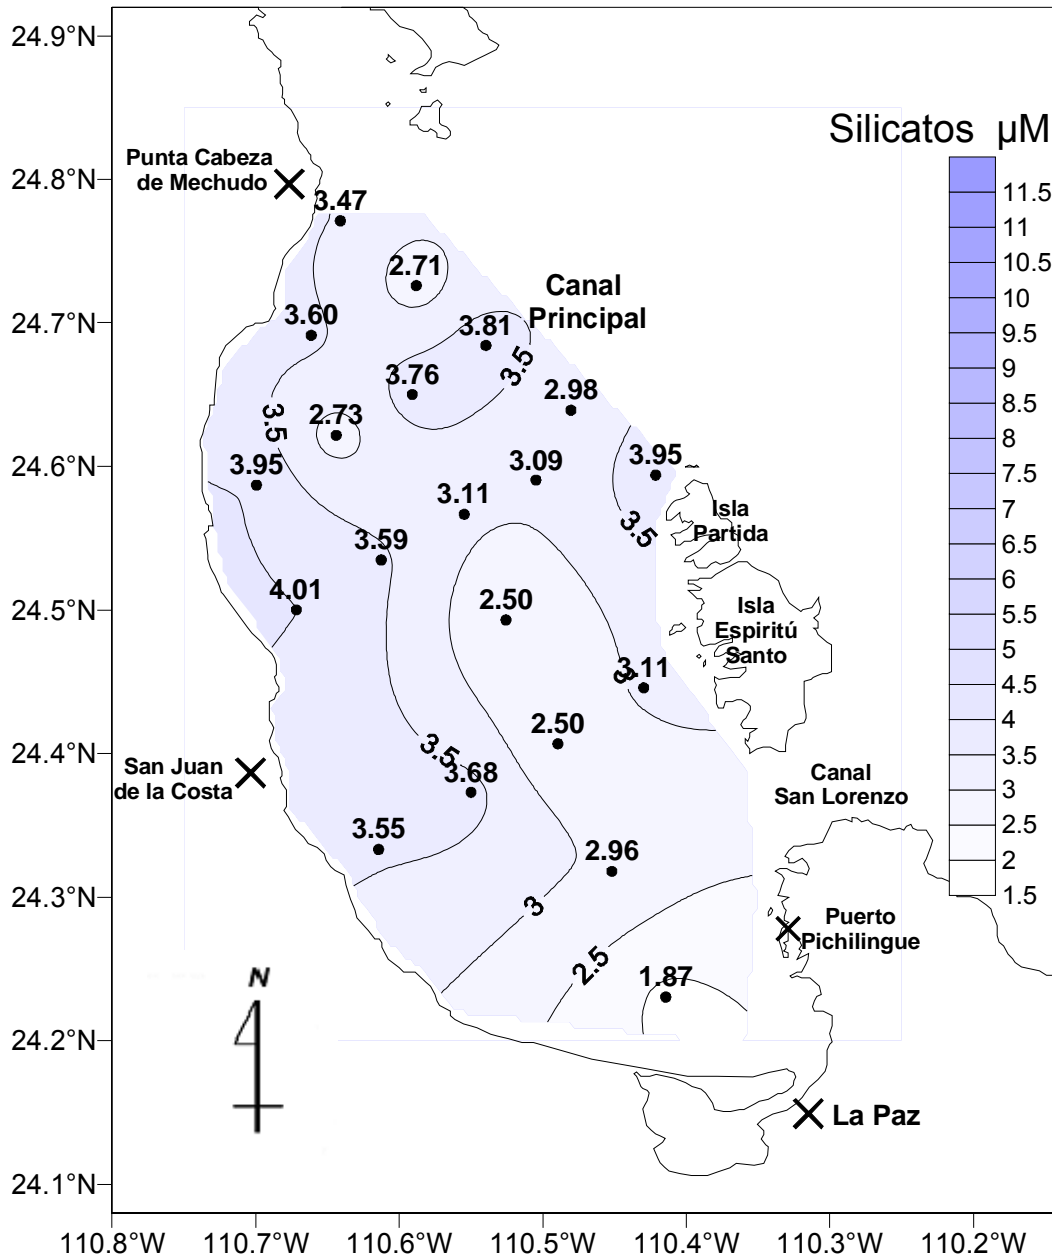 24.9°N
Silicatos µM
Punta Cabeza
de Mechudo
24.8°N
11.5
3.47
11
2.71
10.5
Canal
Principal
10
3.60
3.81
24.7°N
9.5
3.5
9
3.76
2.98
8.5
2.73
3.5
8
3.95
3.09
3.95
24.6°N
7.5
3.11
Isla
Partida
7
3.5
3.59
6.5
6
4.01
2.50
Isla
Espiritú
Santo
24.5°N
5.5
5
3
3.11
4.5
4
2.50
3.5
24.4°N
3.5
San Juan
de la Costa
3.68
Canal
San Lorenzo
3
3.55
2.5
2.96
2
24.3°N
1.5
3
Puerto
Pichilingue
2.5
N
1.87
24.2°N
La Paz
24.1°N
110.8°W 110.7°W 110.6°W 110.5°W 110.4°W 110.3°W 110.2°W